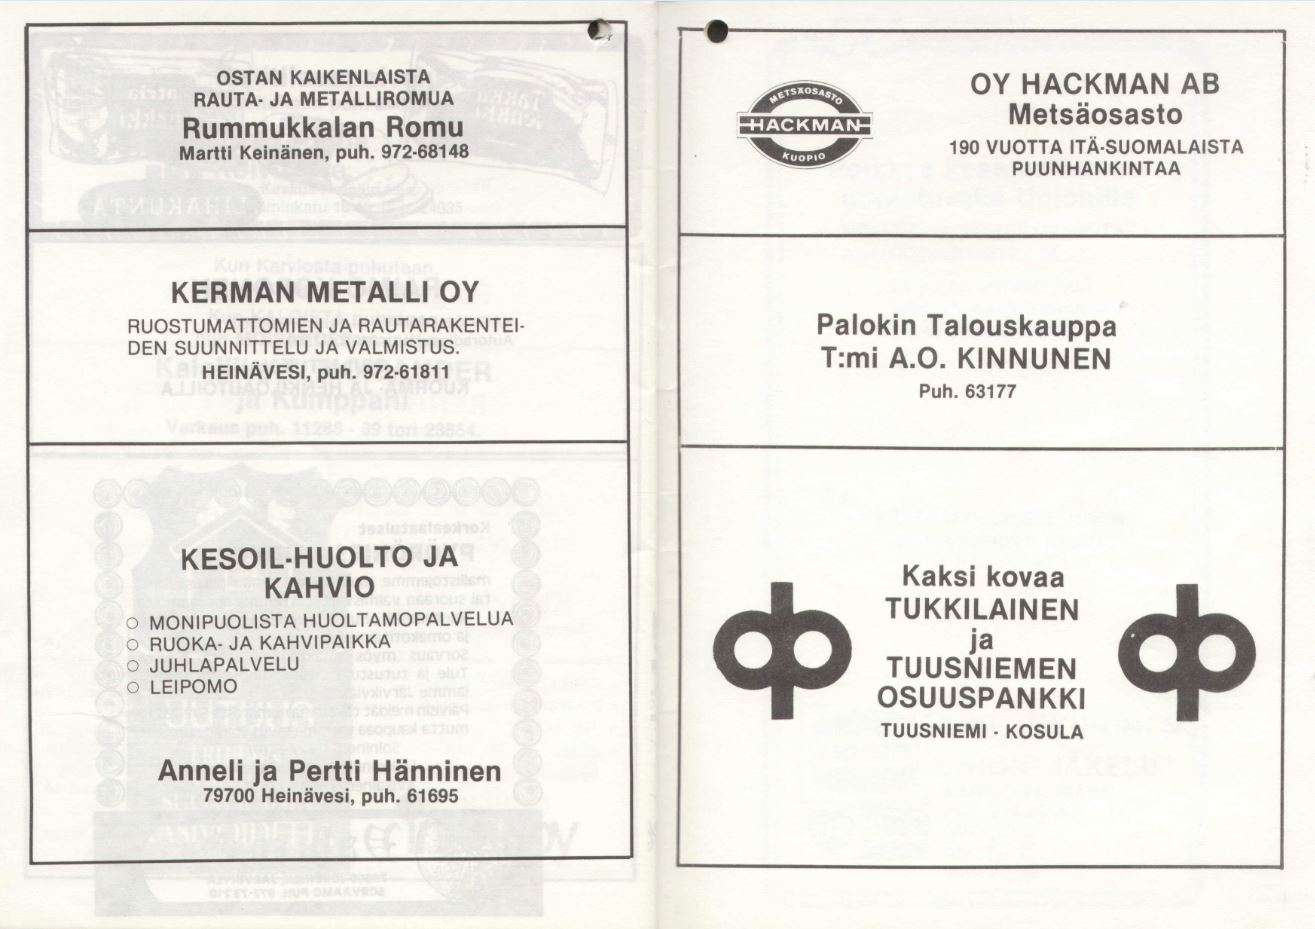 OSTAN KAIKENLAISTA
RAUTA- JA METALLIROMUA
Rummukkalan Romu
Martti Keinänen, puh. 972-68148
KERMAN METALLI OY
RUOSTUMATTOMIEN JA RAUTARAKENTEI-
DEN SUUNNITTELU JA VALMISTUS.
HEINÄVESI, puh. 972-61811
KESOIL-HUOLTO JA
KAHVIO
○ MONIPUOLISTA HUOLTAMOPALVELUA
○ RUOKA- JA KAHVIPAIKKA
○ JUHLAPALVELU
○ LEIPOMO
Anneli ja Pertti Hänninen
79700 Heinävesi, puh. 61695
METSÄOSASTO
HACKMAN
KUOPIO
OY HACKMAN AB
Metsäosasto
190 VUOTTA ITÄ-SUOMALAISTA
PUUNHANKINTAA
Palokin Talouskauppa
T:mi A.O. KINNUNEN
Puh. 63177
Kaksi kovaa
TUKKILAINEN
ja
TUUSNIEMEN
OSUUSPANKKI
TUUSNIEMI - KOSULA